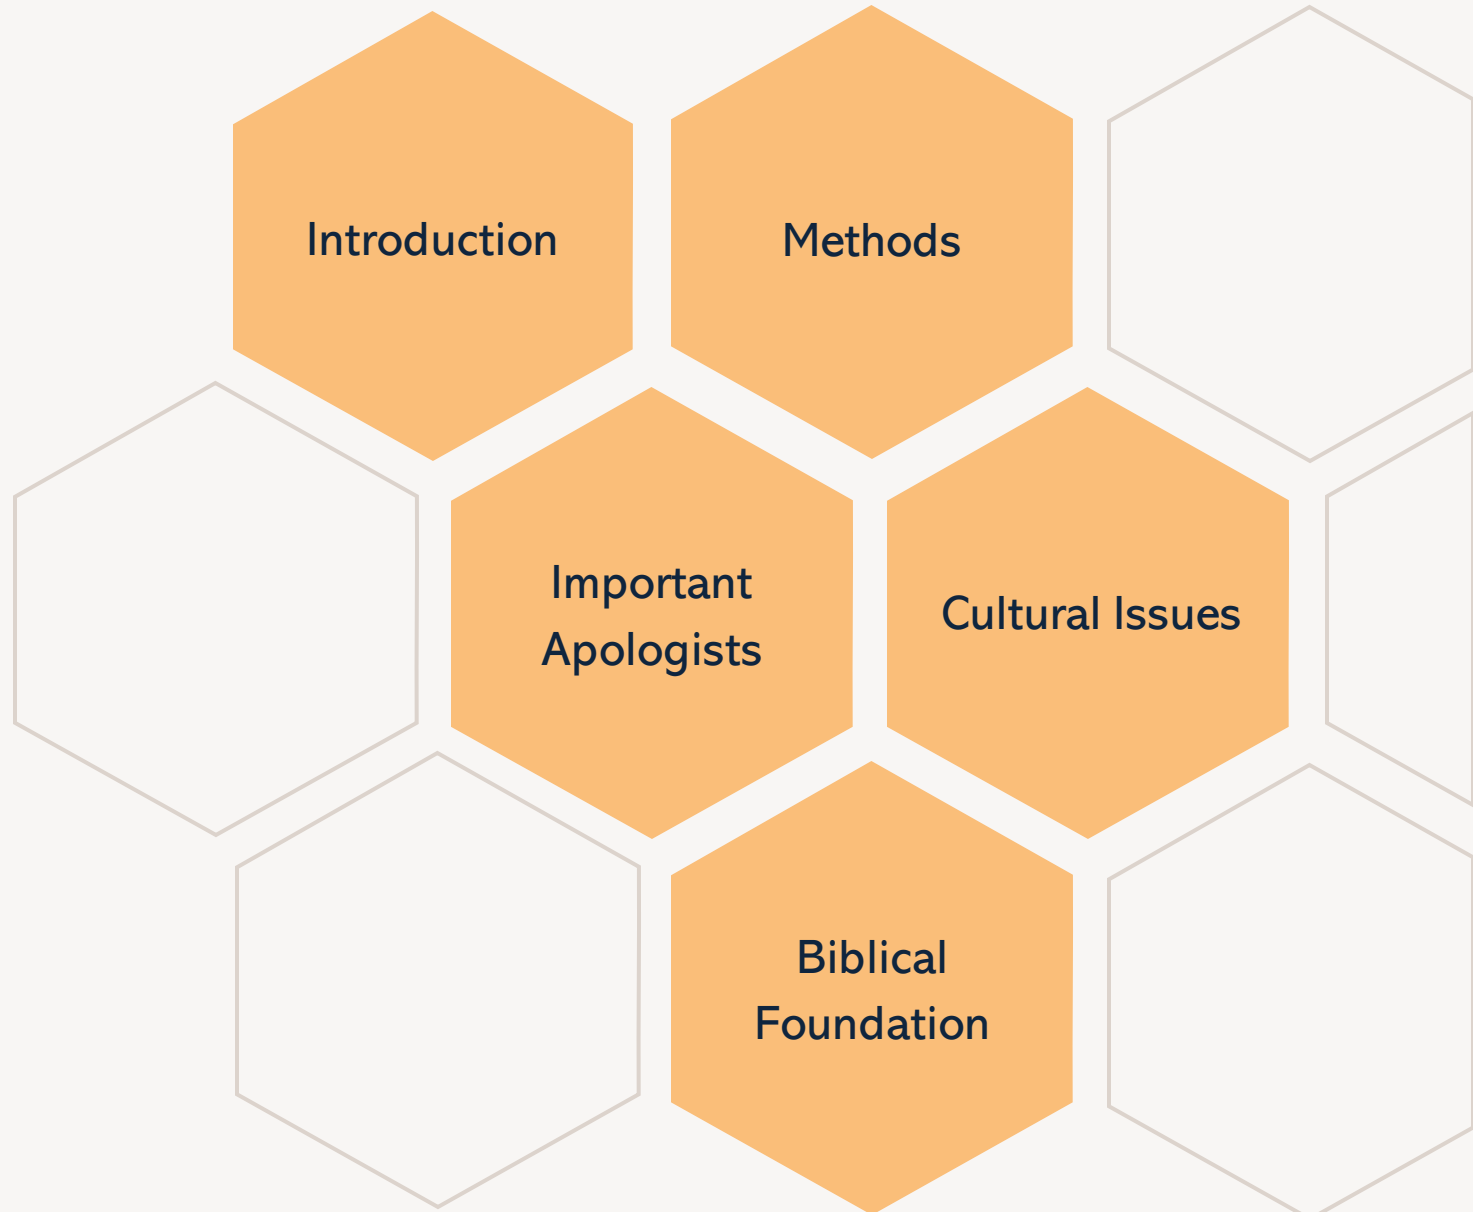 Introduction
Methods
Important
Apologists
Cultural Issues
Biblical
Foundation